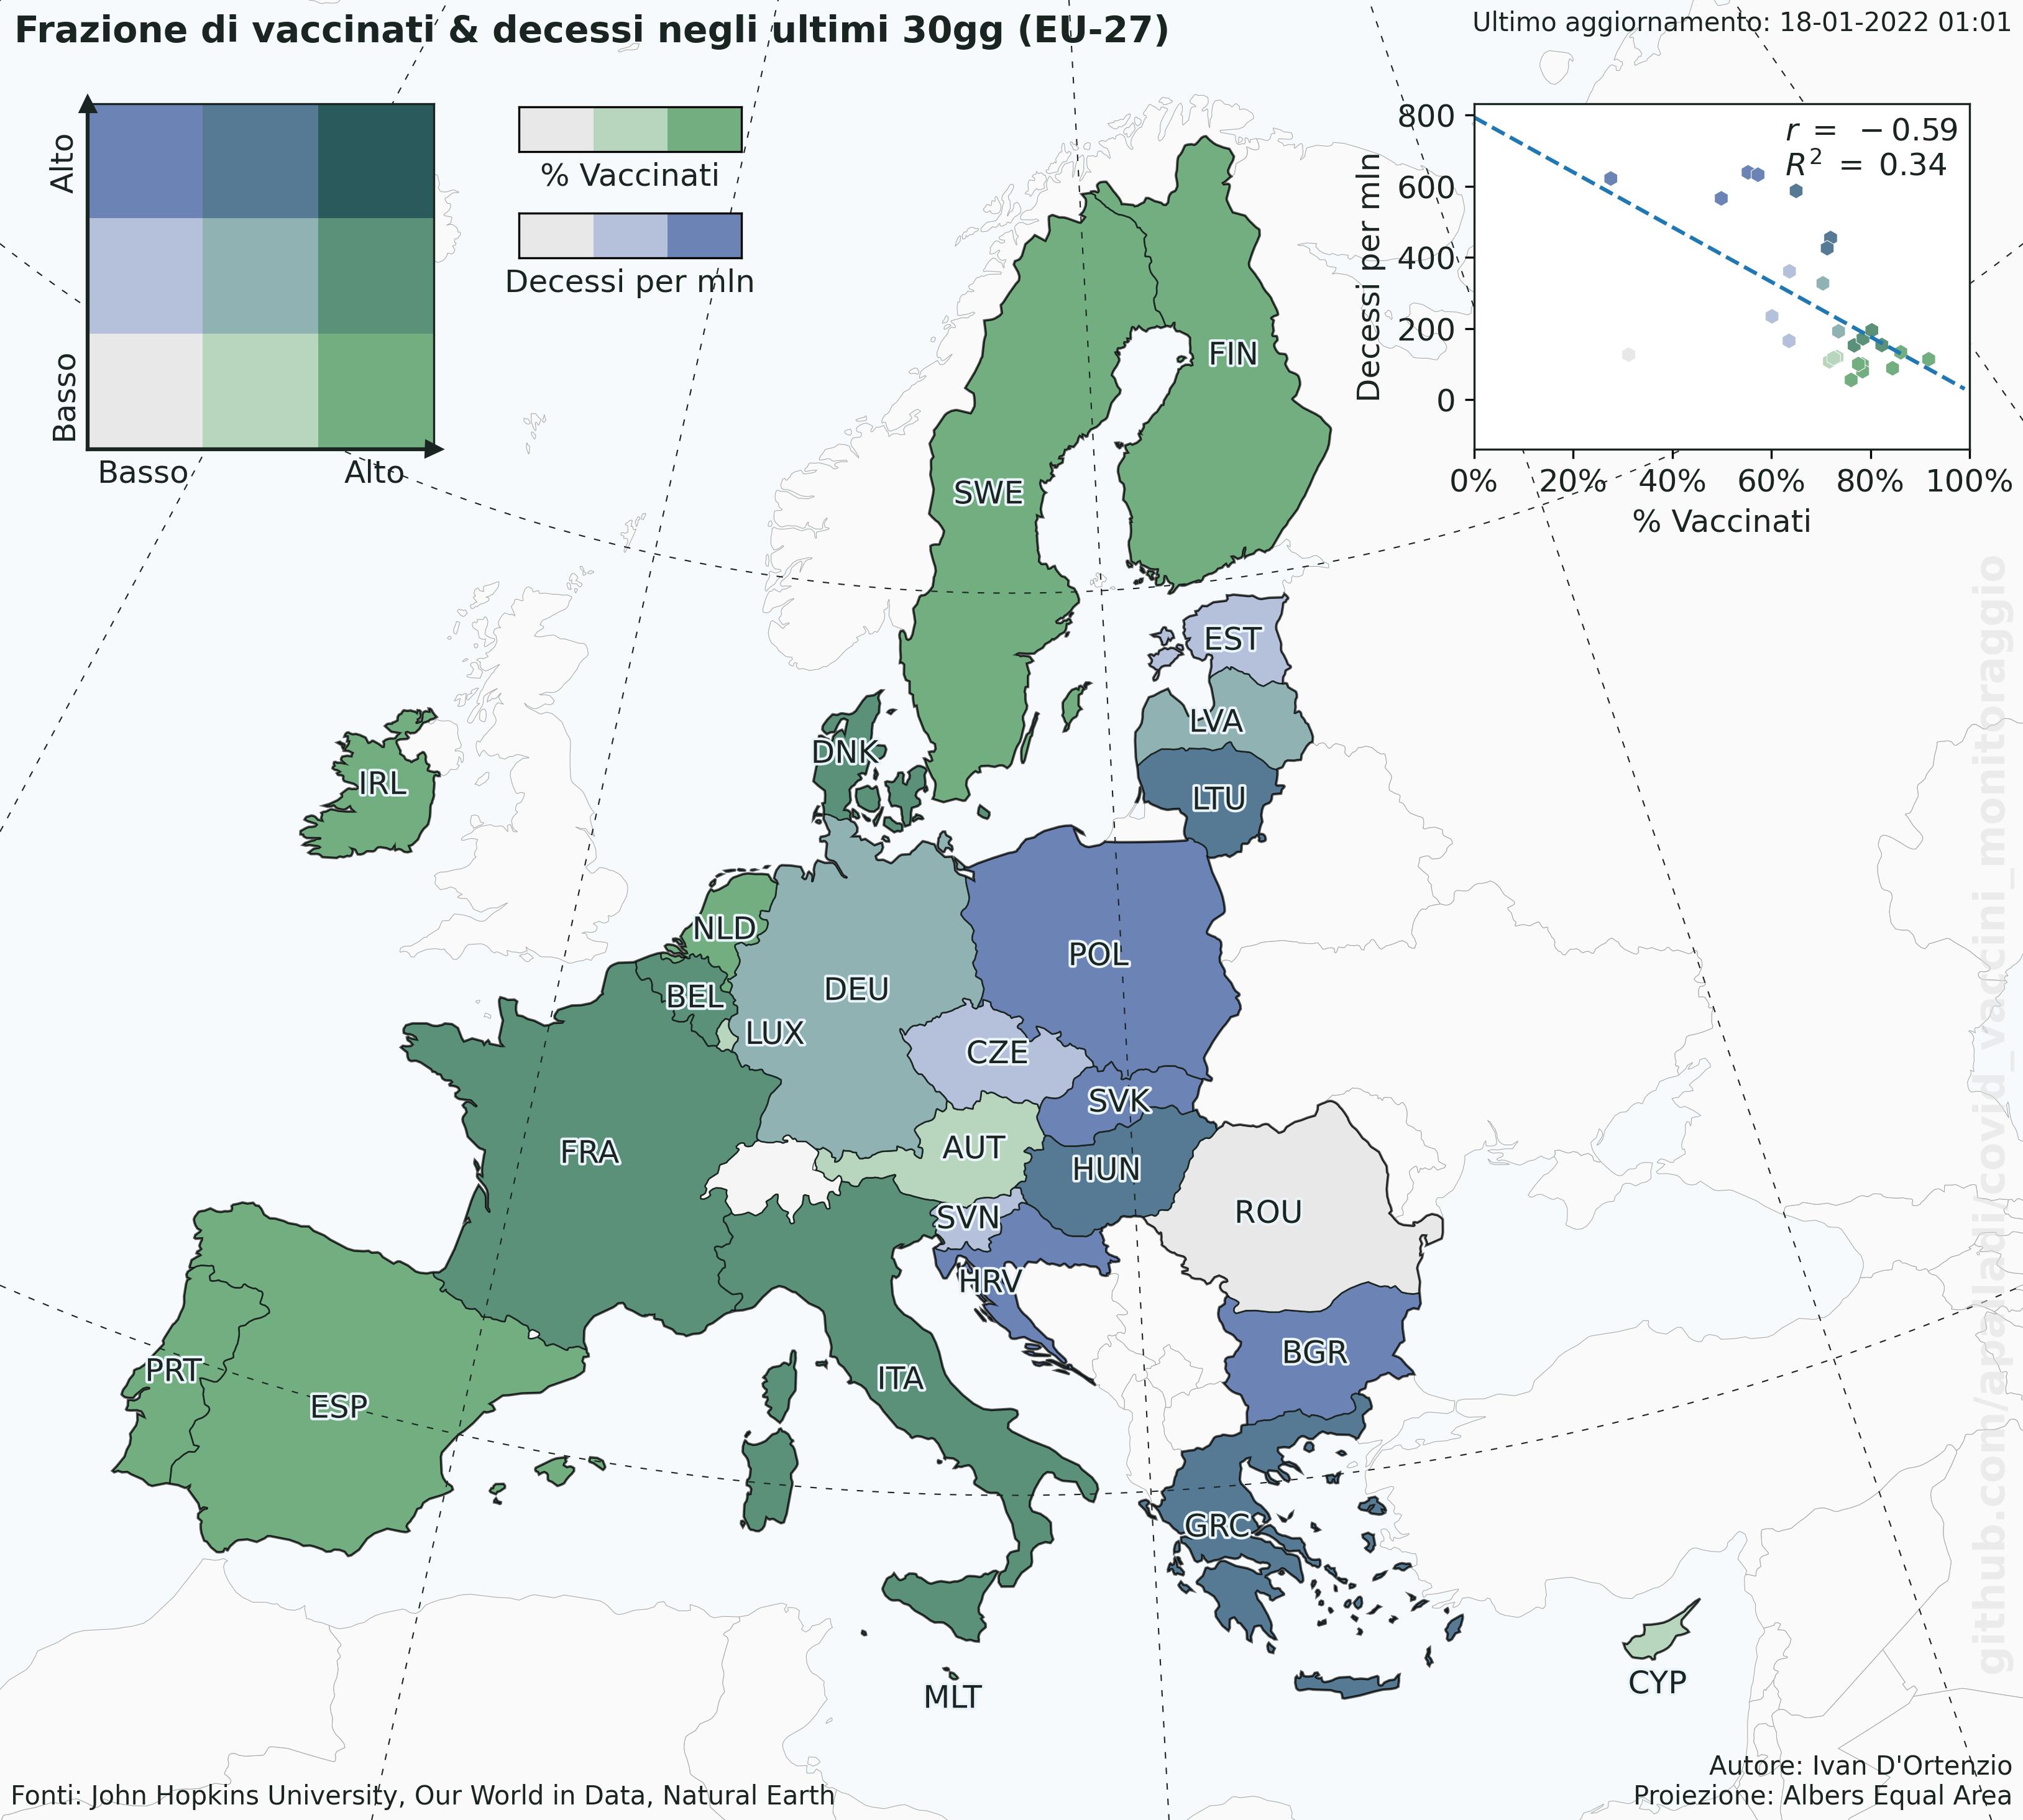 Frazione di vaccinati & decessi negli ultimi 30gg (EU-27)
Ultimo aggiornamento: 18-01-2022 01:01
Alto
Basso
Basso
Alto
% Vaccinati
Decessi per mln
Decessi per mln
800
600
400
200
0
r = −0.59
R² = 0.34
0%
20%
40%
60%
80%
100%
% Vaccinati
FIN
SWE
EST
LVA
LTU
DNK
IRL
NLD
POL
BEL
DEU
LUX
CZE
SVK
AUT
HUN
FRA
SVN
ROU
HRV
BGR
PRT
ESP
ITA
GRC
MLT
CYP
github.com/apalladi/covid_vaccini_monitoraggio
Fonti: John Hopkins University, Our World in Data, Natural Earth
Autore: Ivan D'Ortenzio
Proiezione: Albers Equal Area